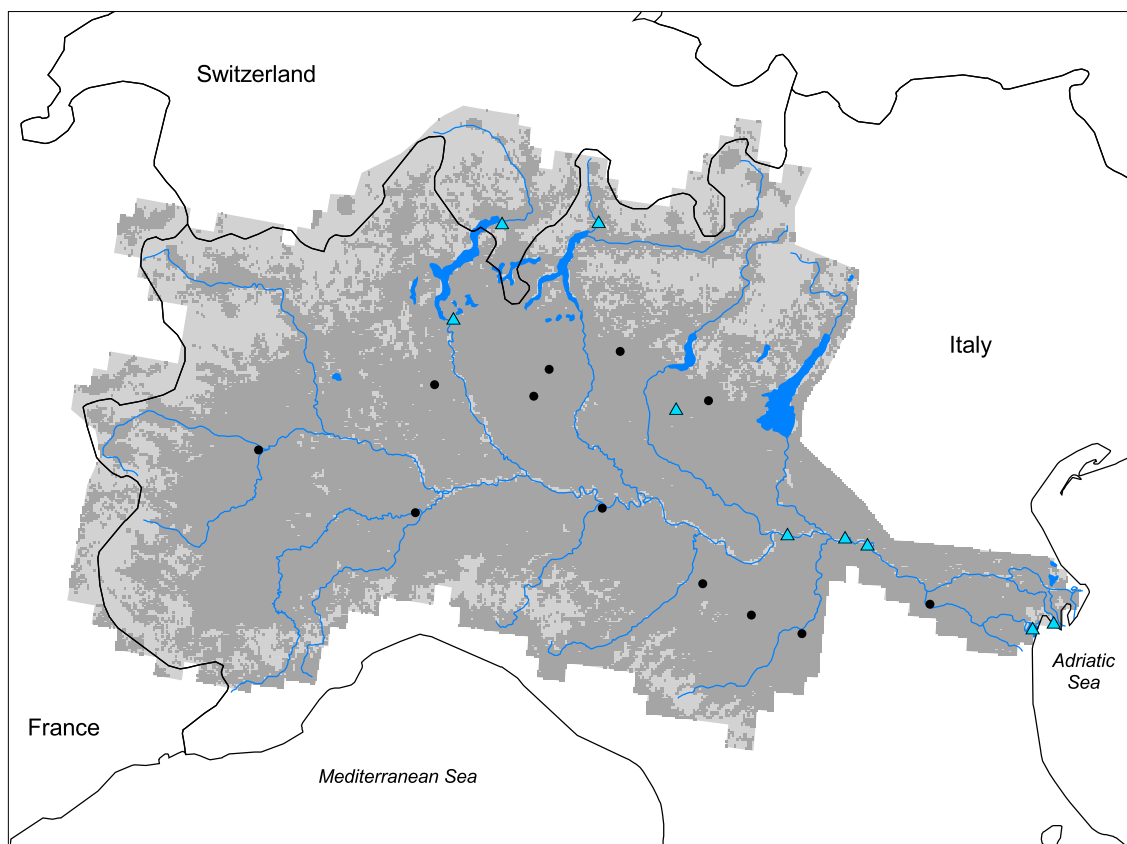 Switzerland
Italy
Adriatic
Sea
France
Mediterranean Sea